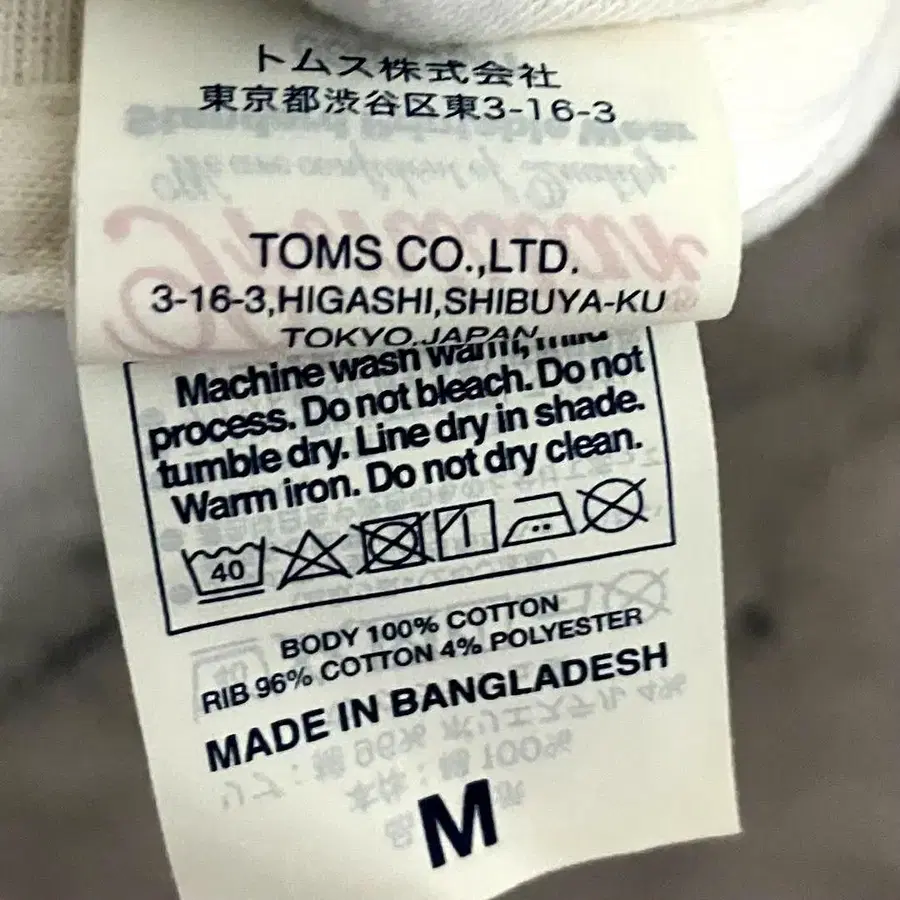 トムス株式会社
東京都渋谷区東3-16-3
TOMS CO.,LTD.
3-16-3,HIGASHI,SHIBUYA-KU
TOKYO,JAPAN
Machine wash warm, mild
process. Do not bleach. Do not
tumble dry. Line dry in shade.
Warm iron. Do not dry clean.
40
BODY 100% COTTON
RIB 96% COTTON 4% POLYESTER
MADE IN BANGLADESH
M